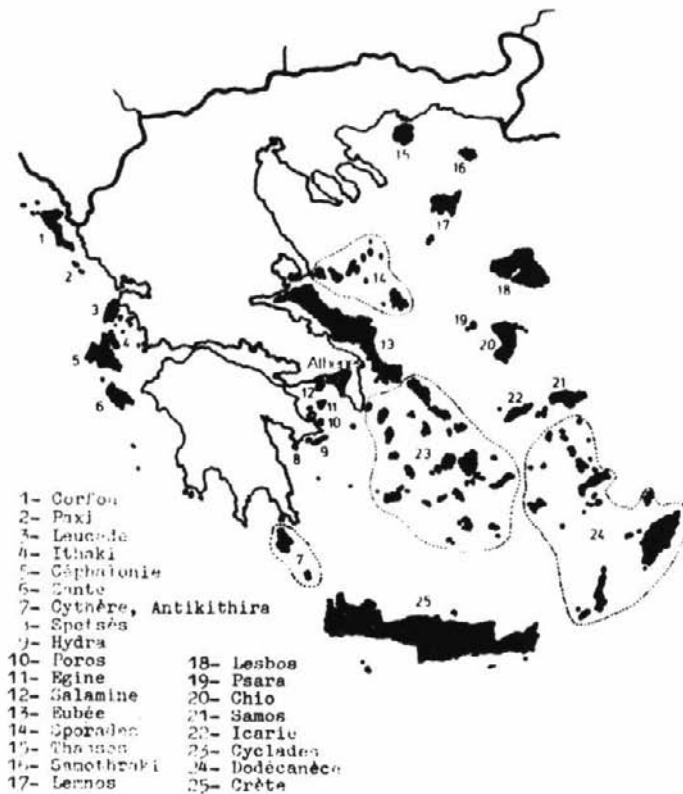 15
16
17
1
2
14
18
3
19
4
13
20
5
12
6
11
22
21
10
8
9
23
24
7
25
1- Corfou
2- Paxi
3- Leucade
4- Ithaki
5- Céphalonie
6- Zante
7- Cythère, Antikithira
8- Spetsès
9- Hydra
10- Poros
11- Egine
12- Salamine
13- Eubée
14- Sporades
15- Thassos
16- Samothraki
17- Lemnos
18- Lesbos
19- Psara
20- Chio
21- Samos
22- Icarie
23- Cyclades
24- Dodécanèce
25- Crète